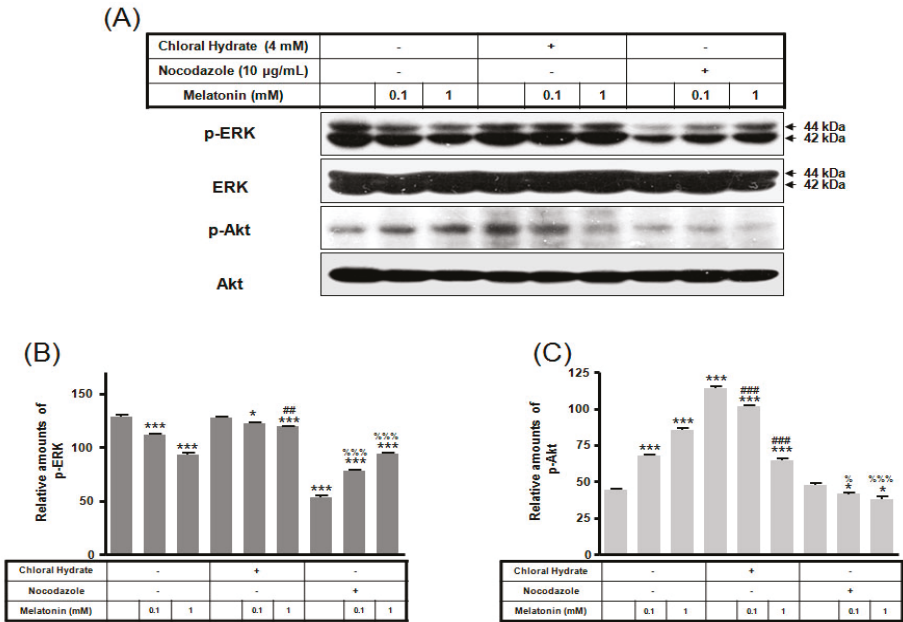 (A)
Chloral Hydrate (4 mM) - + -
Nocodazole (10 µg/mL) - - +
Melatonin (mM) 0.1 1 0.1 1 0.1 1
p-ERK
44 kDa
42 kDa
ERK
44 kDa
42 kDa
p-Akt
Akt
(B)
Relative amounts of
p-ERK
150
100
50
0
***
***
*
##
***
***
%%%
***
%%%
***
Chloral Hydrate - + -
Nocodazole - - +
Melatonin (mM) 0.1 1 0.1 1 0.1 1
(C)
Relative amounts of
p-Akt
125
100
75
50
25
0
***
***
***
###
***
###
***
%
*
%%%
*
Chloral Hydrate - + -
Nocodazole - - +
Melatonin (mM) 0.1 1 0.1 1 0.1 1